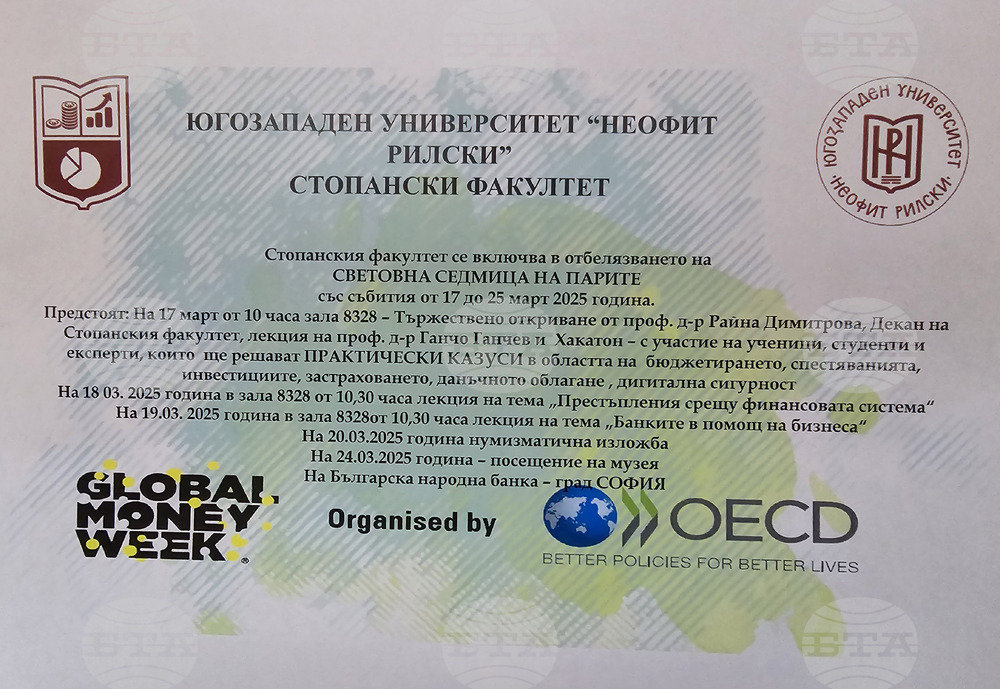 БТА
БТА
ЮГОЗАПАДЕН УНИВЕРСИТЕТ “НЕОФИТ
РИЛСКИ”
СТОПАНСКИ ФАКУЛТЕТ
ЮГОЗАПАДЕН УНИВЕРСИТЕТ
·НЕОФИТ РИЛСКИ·
Стопанския факултет се включва в отбелязването на
СВЕТОВНА СЕДМИЦА НА ПАРИТЕ
със събития от 17 до 25 март 2025 година.
Предстоят: На 17 март от 10 часа зала 8328 – Тържествено откриване от проф. д-р Райна Димитрова, Декан на
Стопанския факултет, лекция на проф. д-р Ганчо Ганчев и Хакатон – с участие на ученици, студенти и
експерти, които ще решават ПРАКТИЧЕСКИ КАЗУСИ в областта на бюджетирането, спестяванията,
инвестициите, застраховането, данъчното облагане , дигитална сигурност
На 18 03. 2025 година в зала 8328 от 10,30 часа лекция на тема „Престъпления срещу финансовата система“
На 19.03. 2025 година в зала 8328от 10,30 часа лекция на тема „Банките в помощ на бизнеса“
На 20.03.2025 година нумизматична изложба
На 24.03.2025 година – посещение на музея
На Българска народна банка – град СОФИЯ
GLOBAL
MONEY
WEEK®
Organised by
OECD
BETTER POLICIES FOR BETTER LIVES
БТА
БТА
БТА